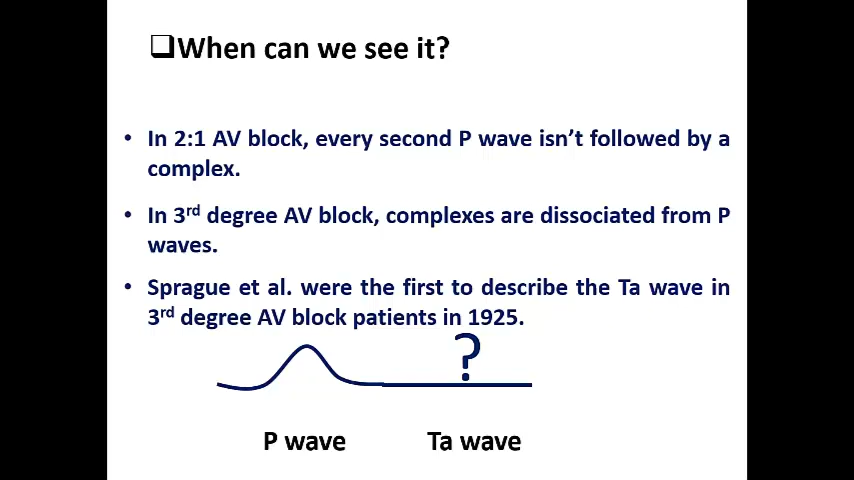 ❑When can we see it?
• In 2:1 AV block, every second P wave isn't followed by a
complex.
• In 3rd degree AV block, complexes are dissociated from P
waves.
• Sprague et al. were the first to describe the Ta wave in
3rd degree AV block patients in 1925.
?
P wave Ta wave